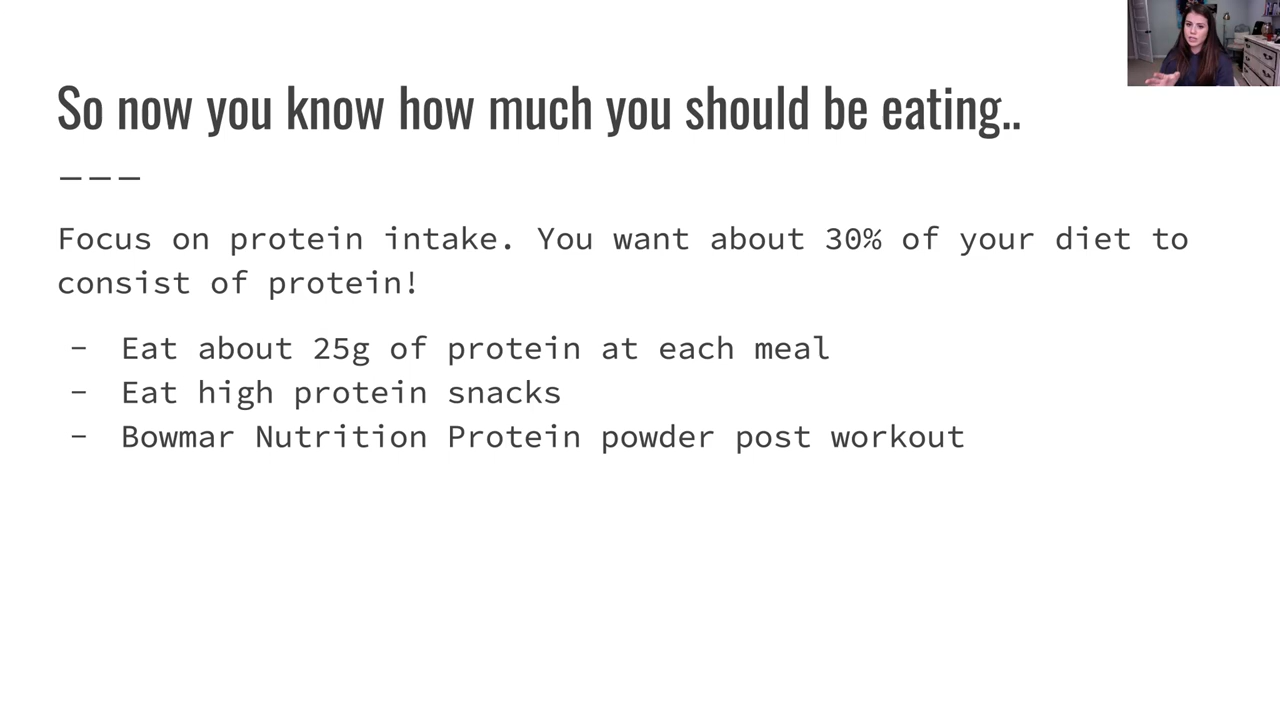 So now you know how much you should be eating..
Focus on protein intake. You want about 30% of your diet to
consist of protein!
- Eat about 25g of protein at each meal
- Eat high protein snacks
- Bowmar Nutrition Protein powder post workout